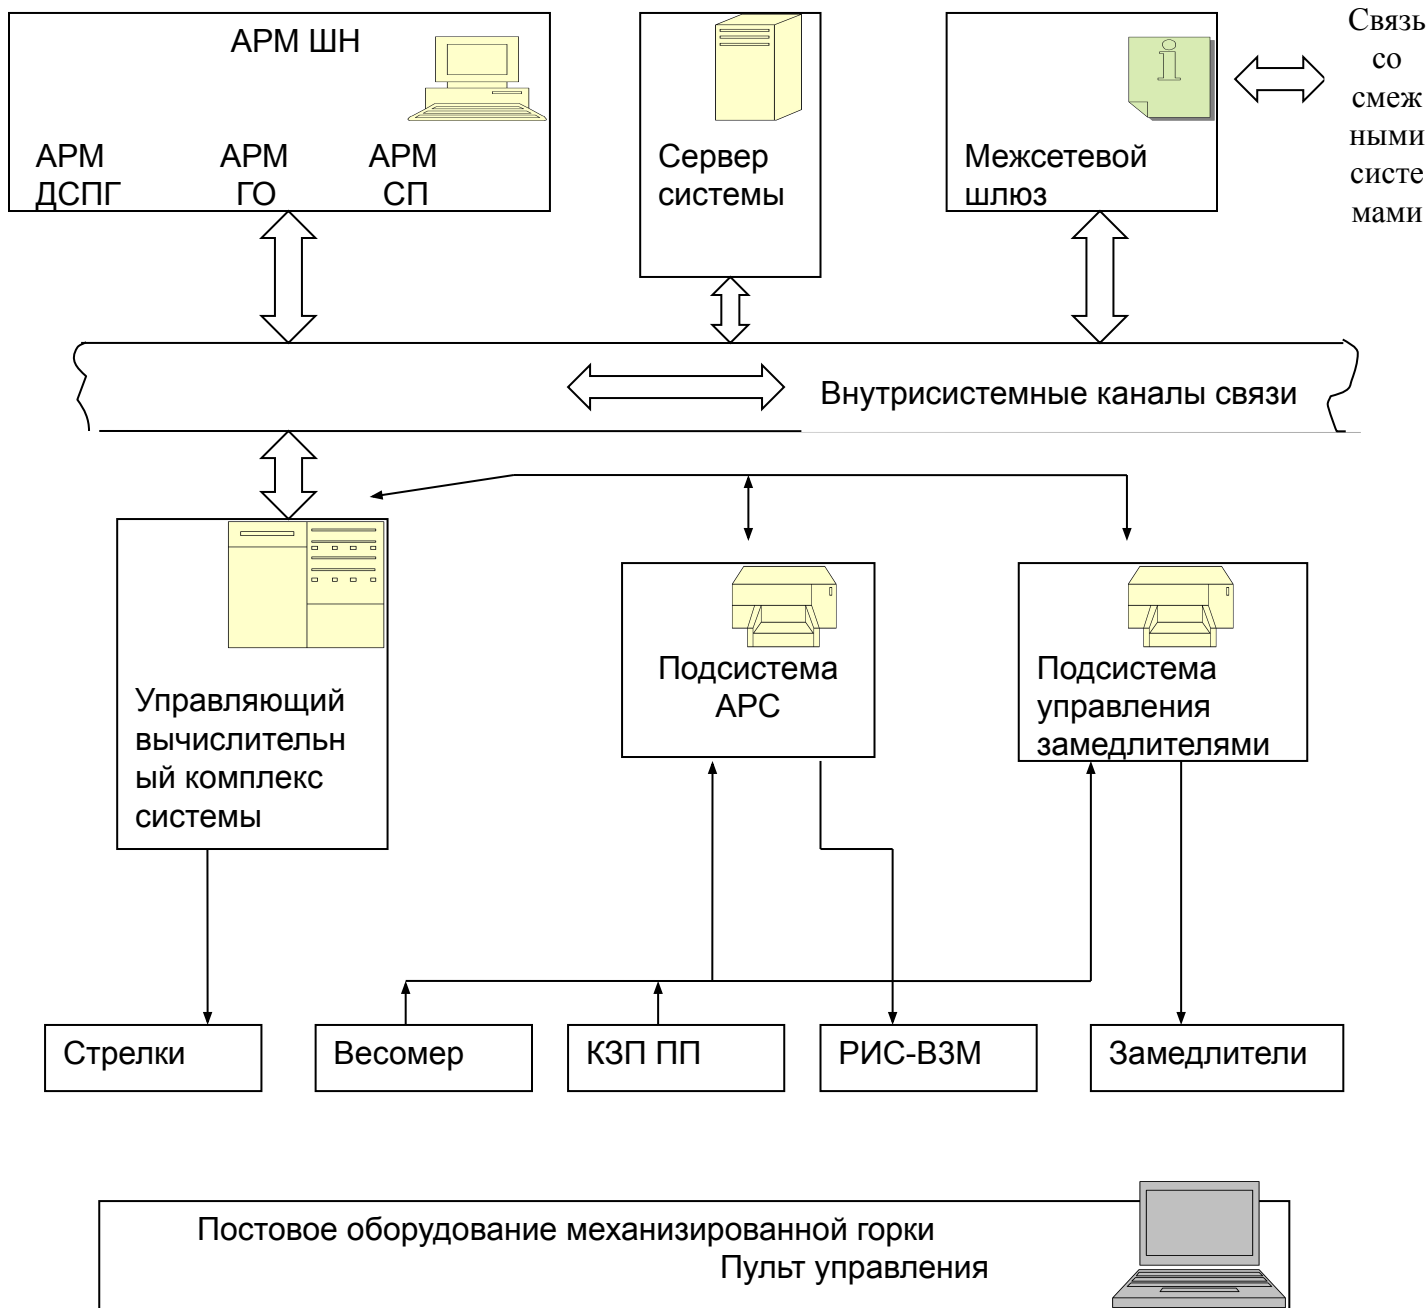 АРМ ШН
АРМ
ДСПГ
АРМ
ГО
АРМ
СП
Сервер
системы
Межсетевой
шлюз
i
Связь
со
смеж
ными
систе
мами
Внутрисистемные каналы связи
Управляющий
вычислительн
ый комплекс
системы
Подсистема
АРС
Подсистема
управления
замедлителями
Стрелки
Весомер
КЗП ПП
РИС-В3М
Замедлители
Постовое оборудование механизированной горки
Пульт управления